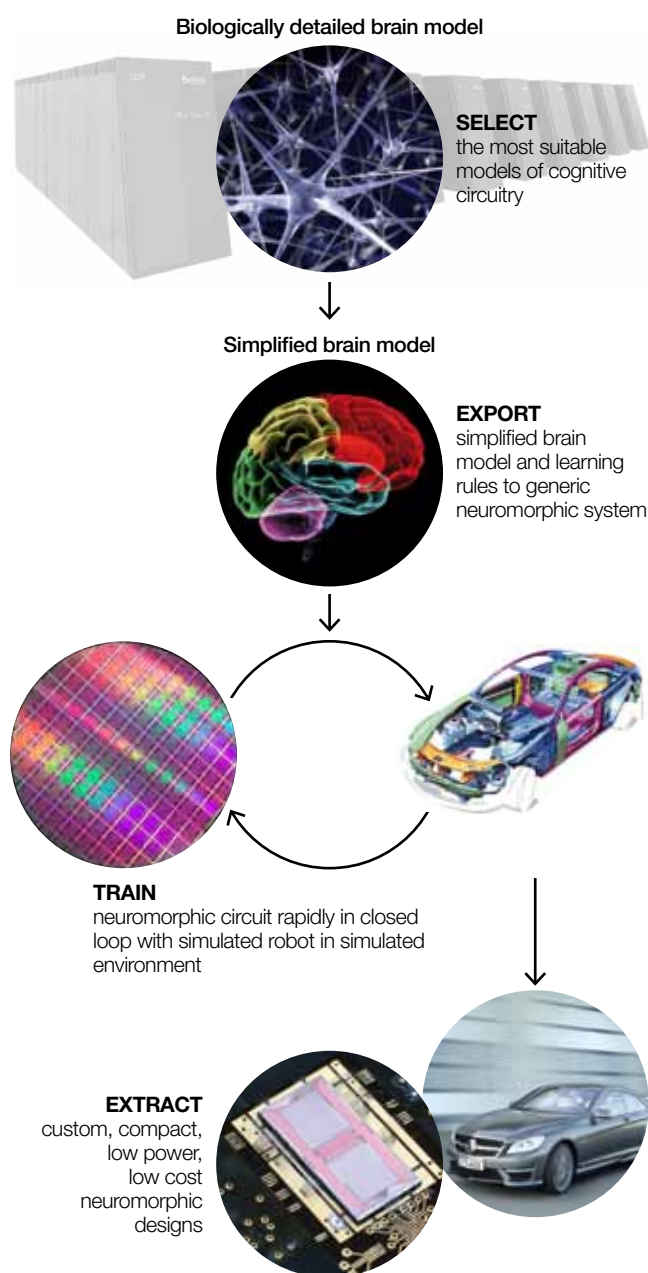 Biologically detailed brain model
SELECT
the most suitable
models of cognitive
circuitry
Simplified brain model
EXPORT
simplified brain
model and learning
rules to generic
neuromorphic system
TRAIN
neuromorphic circuit rapidly in closed
loop with simulated robot in simulated
environment
EXTRACT
custom, compact,
low power,
low cost
neuromorphic
designs